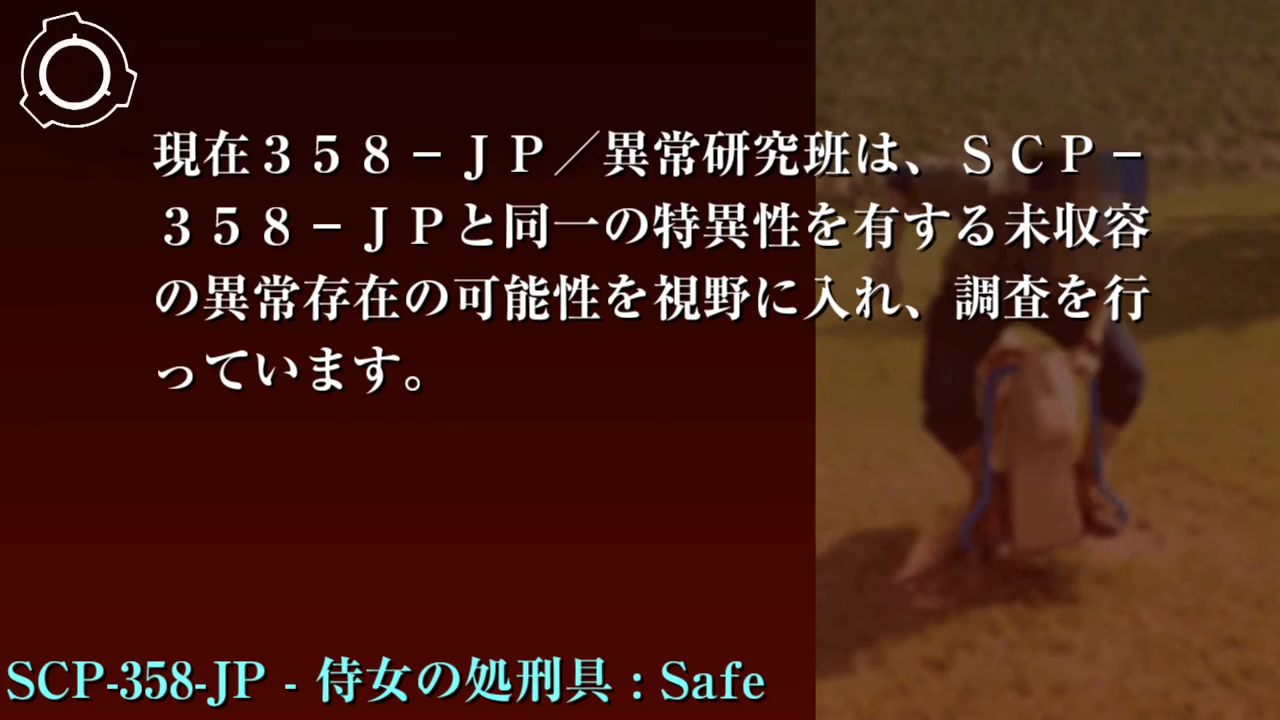 現在３５８－ＪＰ／異常研究班は、ＳＣＰ－
３５８－ＪＰと同一の特異性を有する未収容
の異常存在の可能性を視野に入れ、調査を行
っています。
SCP-358-JP - 侍女の処刑具 : Safe